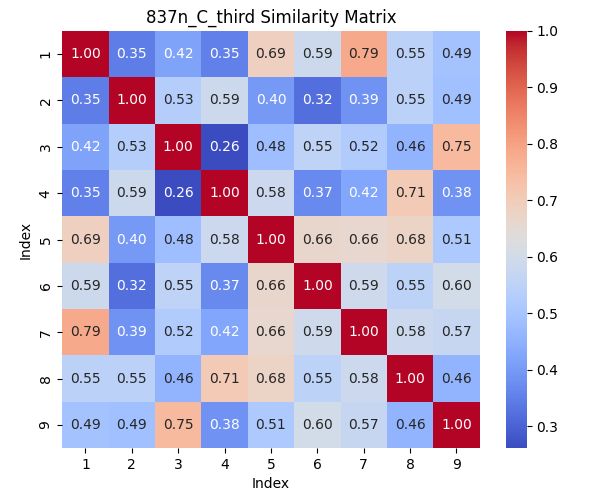 837n_C_third Similarity Matrix
1 1.00 0.35 0.42 0.35 0.69 0.59 0.79 0.55 0.49
2 0.35 1.00 0.53 0.59 0.40 0.32 0.39 0.55 0.49
3 0.42 0.53 1.00 0.26 0.48 0.55 0.52 0.46 0.75
4 0.35 0.59 0.26 1.00 0.58 0.37 0.42 0.71 0.38
5 0.69 0.40 0.48 0.58 1.00 0.66 0.66 0.68 0.51
6 0.59 0.32 0.55 0.37 0.66 1.00 0.59 0.55 0.60
7 0.79 0.39 0.52 0.42 0.66 0.59 1.00 0.58 0.57
8 0.55 0.55 0.46 0.71 0.68 0.55 0.58 1.00 0.46
9 0.49 0.49 0.75 0.38 0.51 0.60 0.57 0.46 1.00
1 2 3 4 5 6 7 8 9
Index
Index
1.0
0.9
0.8
0.7
0.6
0.5
0.4
0.3